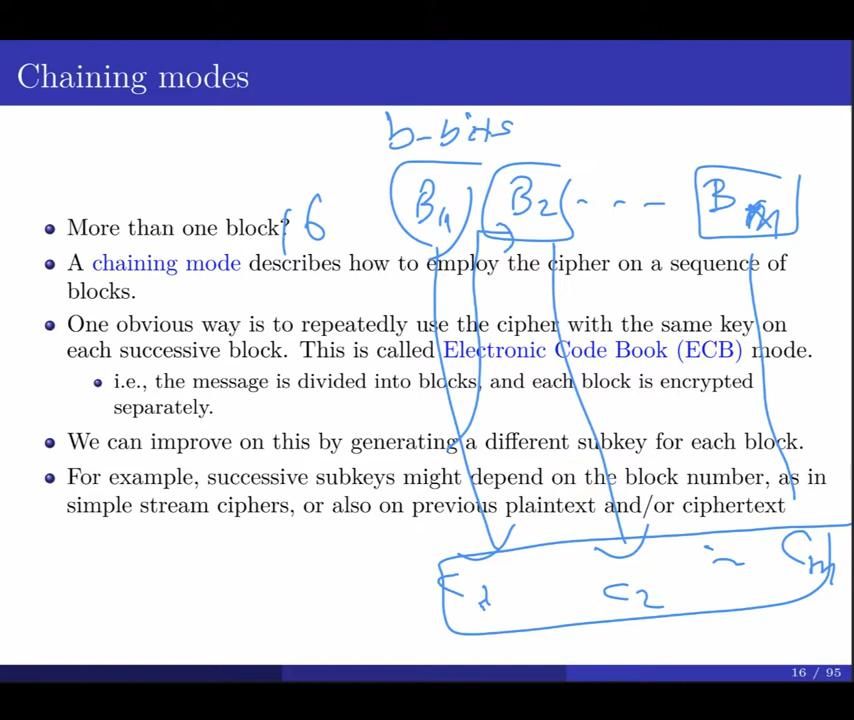 Chaining modes
b-bits
B1 B2 - - - Bm
More than one block?
16
A chaining mode describes how to employ the cipher on a sequence of
blocks.
One obvious way is to repeatedly use the cipher with the same key on
each successive block. This is called Electronic Code Book (ECB) mode.
i.e., the message is divided into blocks, and each block is encrypted
separately.
We can improve on this by generating a different subkey for each block.
For example, successive subkeys might depend on the block number, as in
simple stream ciphers, or also on previous plaintext and/or ciphertext
C1 C2 ~ Cm
16 / 95